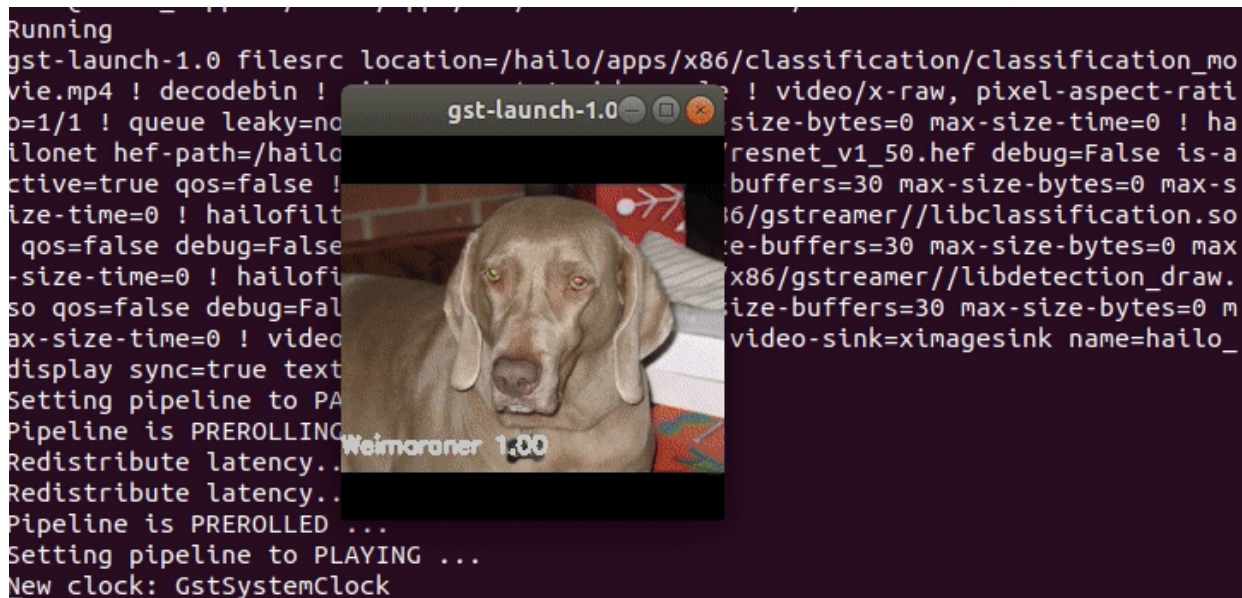 Running
gst-launch-1.0 filesrc location=/hailo/apps/x86/classification/classification_mo
vie.mp4 ! decodebin ! ! video/x-raw, pixel-aspect-rati
o=1/1 ! queue leaky=no size-bytes=0 max-size-time=0 ! ha
ilonet hef-path=/hailo /resnet_v1_50.hef debug=False is-a
ctive=true qos=false ! buffers=30 max-size-bytes=0 max-s
ize-time=0 ! hailofilt 86/gstreamer//libclassification.so
qos=false debug=False e-buffers=30 max-size-bytes=0 max
-size-time=0 ! hailofi x86/gstreamer//libdetection_draw.
so qos=false debug=Fal size-buffers=30 max-size-bytes=0 m
ax-size-time=0 ! video video-sink=ximagesink name=hailo_
display sync=true text
Setting pipeline to PA
Pipeline is PREROLLING
Redistribute latency..
Redistribute latency..
Pipeline is PREROLLED ...
Setting pipeline to PLAYING ...
New clock: GstSystemClock
gst-launch-1.0
Weimaraner 1.00